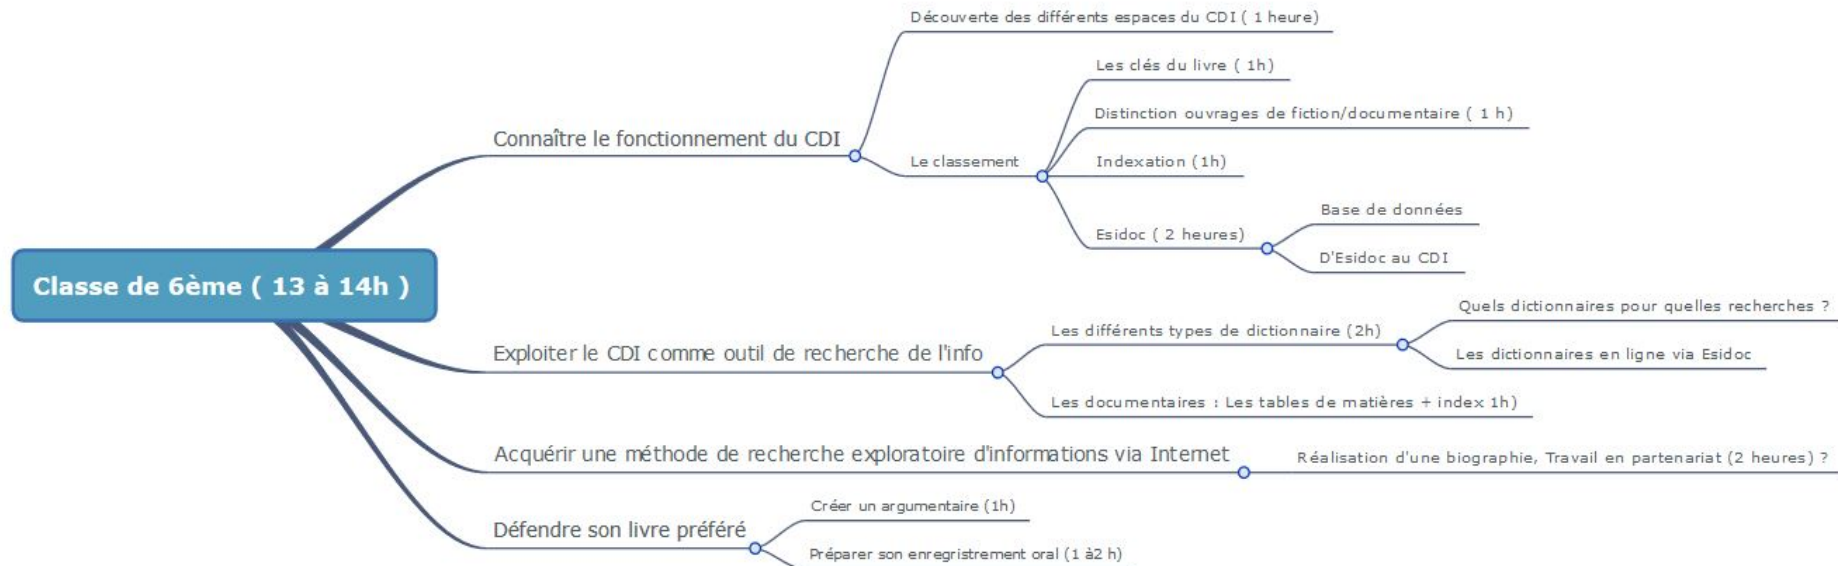 Classe de 6ème ( 13 à 14h )
Connaître le fonctionnement du CDI
Découverte des différents espaces du CDI ( 1 heure)
Le classement
Les clés du livre ( 1h)
Distinction ouvrages de fiction/documentaire ( 1 h)
Indexation (1h)
Esidoc ( 2 heures)
Base de données
D'Esidoc au CDI
Exploiter le CDI comme outil de recherche de l'info
Les différents types de dictionnaire (2h)
Quels dictionnaires pour quelles recherches ?
Les dictionnaires en ligne via Esidoc
Les documentaires : Les tables de matières + index 1h)
Acquérir une méthode de recherche exploratoire d'informations via Internet
Réalisation d'une biographie, Travail en partenariat (2 heures) ?
Défendre son livre préféré
Créer un argumentaire (1h)
Préparer son enregristrement oral (1 à2 h)